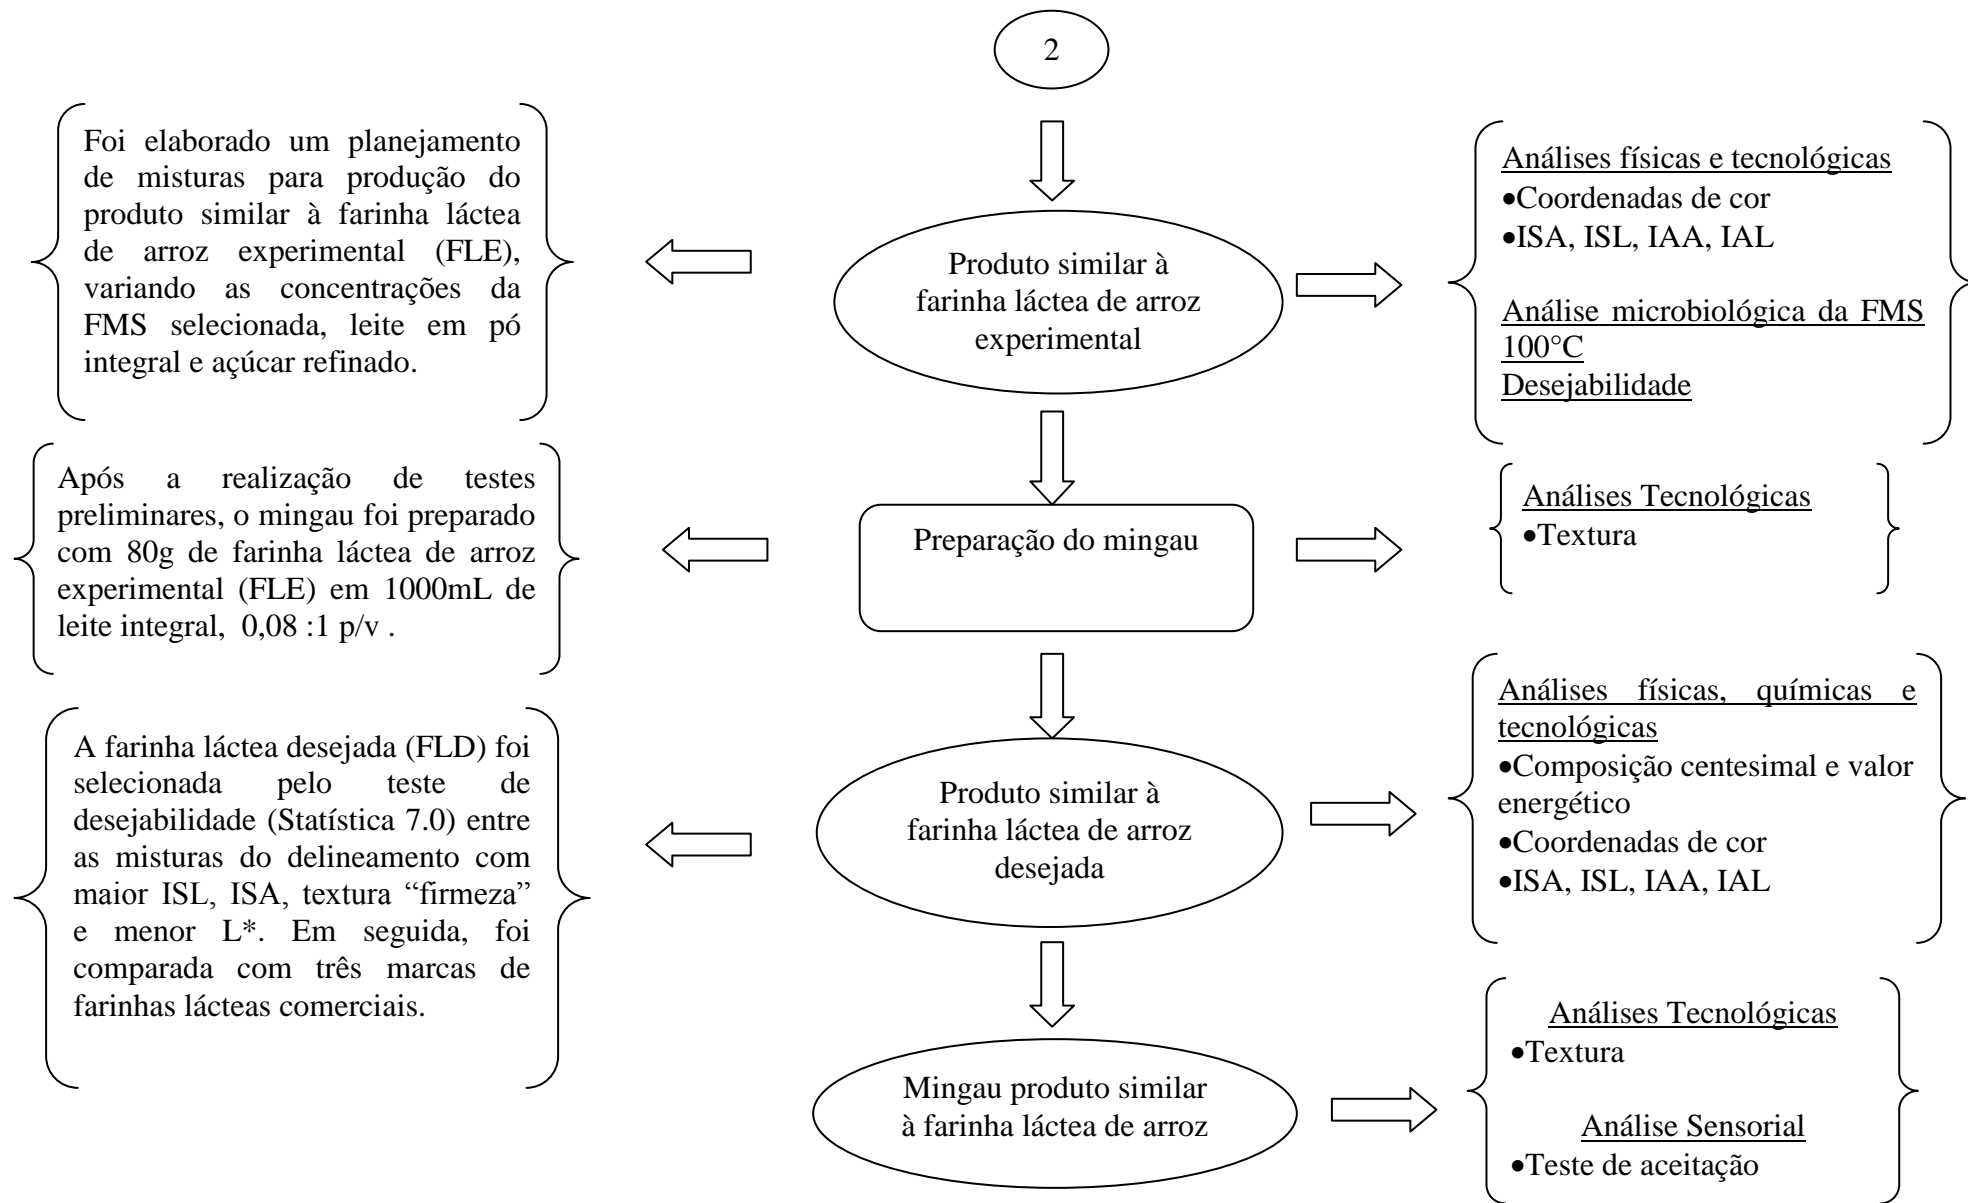 2
Foi elaborado um planejamento
de misturas para produção do
produto similar à farinha láctea
de arroz experimental (FLE),
variando as concentrações da
FMS selecionada, leite em pó
integral e açúcar refinado.
Produto similar à
farinha láctea de arroz
experimental
Análises físicas e tecnológicas
•Coordenadas de cor
•ISA, ISL, IAA, IAL
Análise microbiológica da FMS
100°C
Desejabilidade
Após a realização de testes
preliminares, o mingau foi preparado
com 80g de farinha láctea de arroz
experimental (FLE) em 1000mL de
leite integral, 0,08 :1 p/v .
Preparação do mingau
Análises Tecnológicas
•Textura
A farinha láctea desejada (FLD) foi
selecionada pelo teste de
desejabilidade (Statística 7.0) entre
as misturas do delineamento com
maior ISL, ISA, textura “firmeza”
e menor L*. Em seguida, foi
comparada com três marcas de
farinhas lácteas comerciais.
Produto similar à
farinha láctea de arroz
desejada
Análises físicas, químicas e
tecnológicas
•Composição centesimal e valor
energético
•Coordenadas de cor
•ISA, ISL, IAA, IAL
Mingau produto similar
à farinha láctea de arroz
Análises Tecnológicas
•Textura
Análise Sensorial
•Teste de aceitação